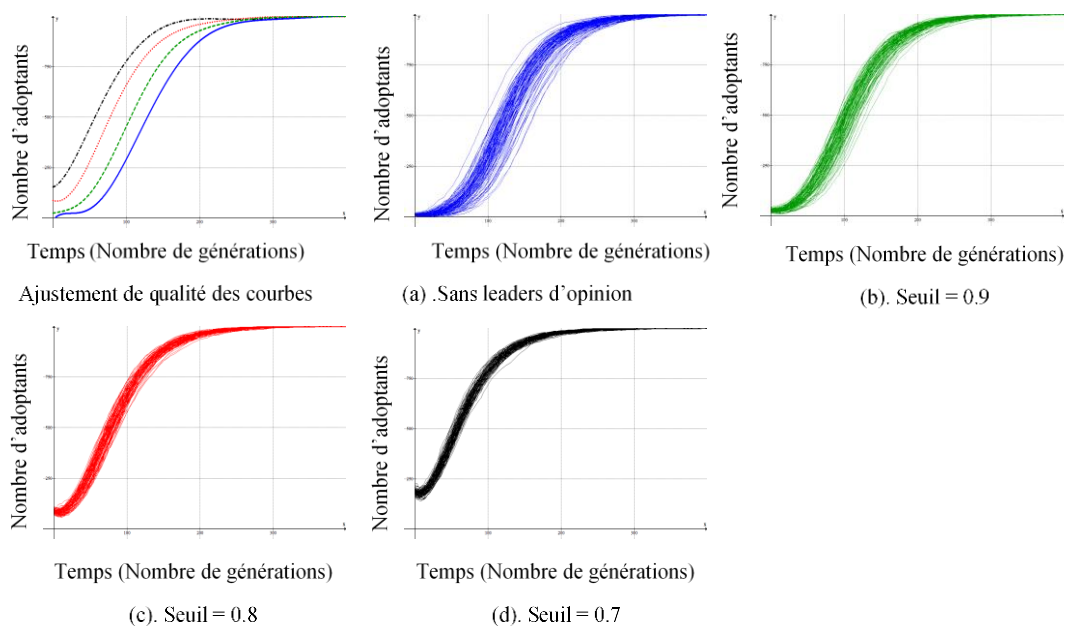 Nombre d'adoptants
Nombre d'adoptants
Nombre d'adoptants
Temps (Nombre de générations)
Temps (Nombre de générations)
Temps (Nombre de générations)
Ajustement de qualité des courbes
(a) .Sans leaders d'opinion
(b). Seuil = 0.9
Nombre d'adoptants
Nombre d'adoptants
Temps (Nombre de générations)
Temps (Nombre de générations)
(c). Seuil = 0.8
(d). Seuil = 0.7